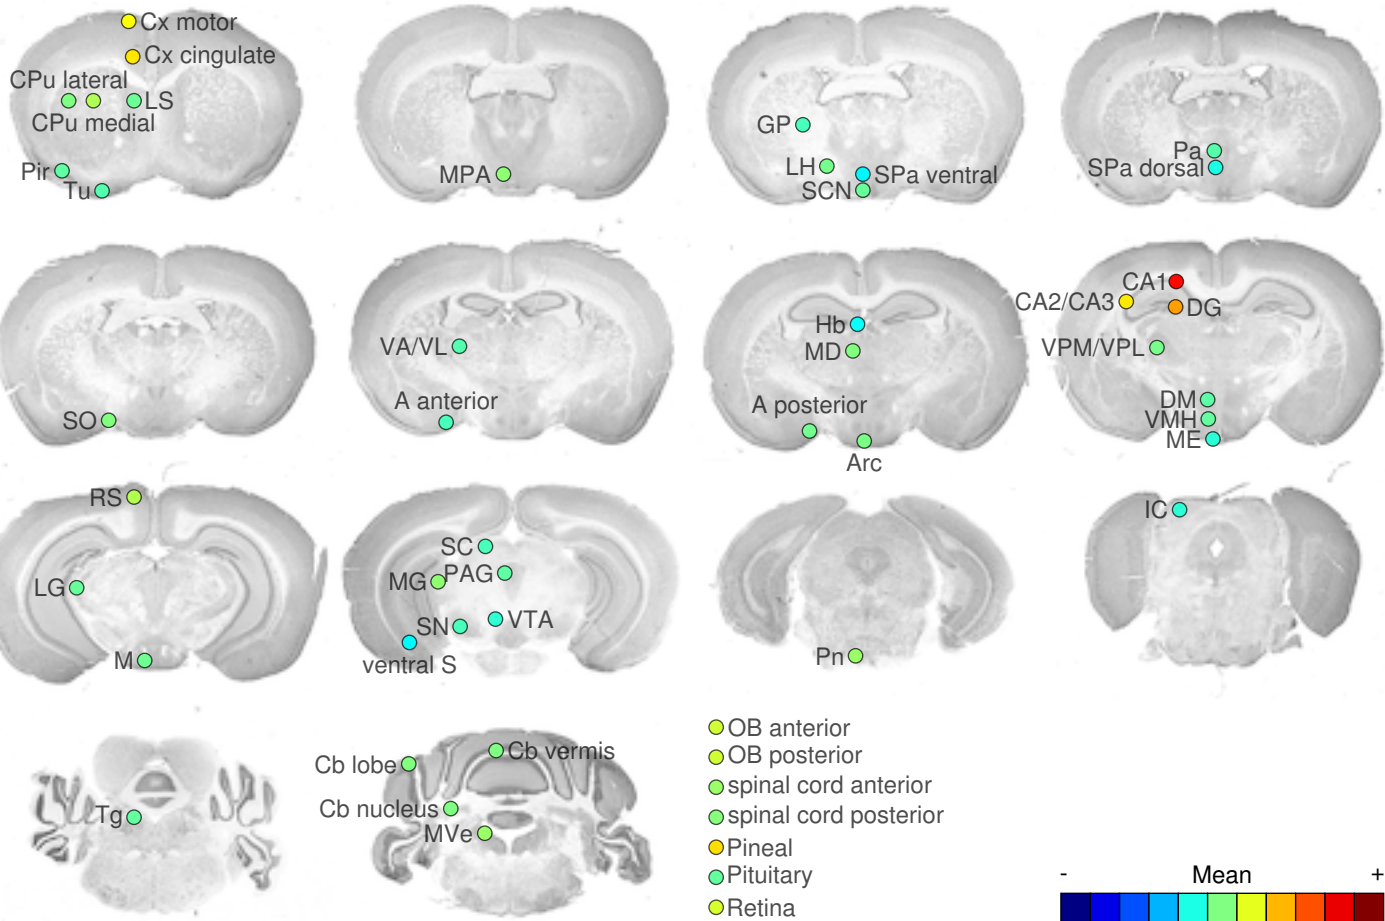 Cx motor
Cx cingulate
CPu lateral
LS
CPu medial
Pir
Tu
MPA
GP
LH
SPa ventral
SCN
Pa
SPa dorsal
SO
VA/VL
A anterior
Hb
MD
A posterior
Arc
CA1
CA2/CA3
DG
VPM/VPL
DM
VMH
ME
RS
LG
M
SC
MG
PAG
SN
VTA
ventral S
Pn
IC
Tg
Cb lobe
Cb vermis
Cb nucleus
MVe
OB anterior
OB posterior
spinal cord anterior
spinal cord posterior
Pineal
Pituitary
Retina
- Mean +